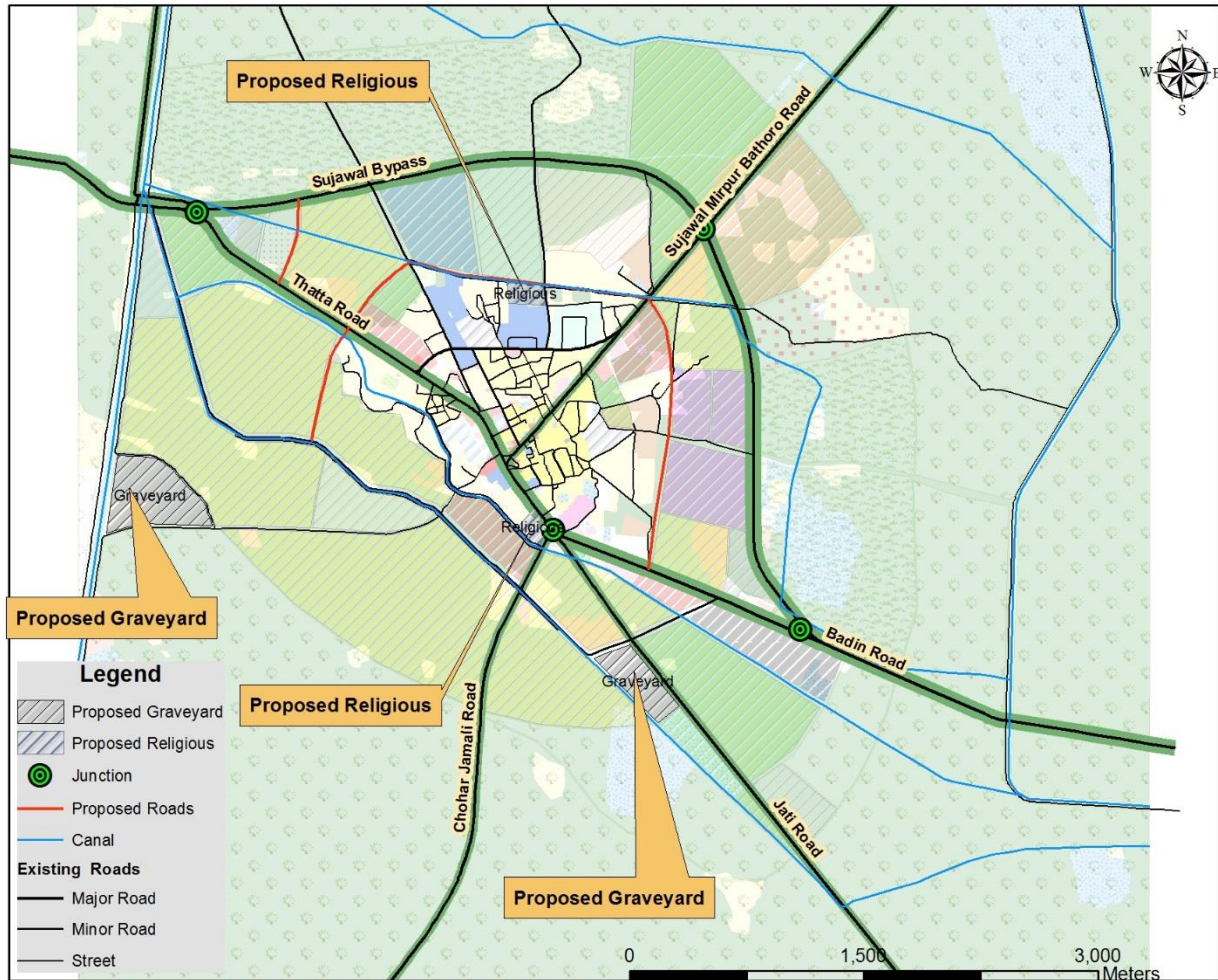 N
W
E
S
Proposed Religious
Sujawal Mirpur Bathoro Road
Sujawal Bypass
Thatta Road
Religious
Graveyard
Religious
Proposed Graveyard
Badin Road
Graveyard
Proposed Religious
Chohar Jamali Road
Jati Road
Proposed Graveyard
Legend
Proposed Graveyard
Proposed Religious
Junction
Proposed Roads
Canal
Existing Roads
Major Road
Minor Road
Street
0 1,500 3,000
Meters